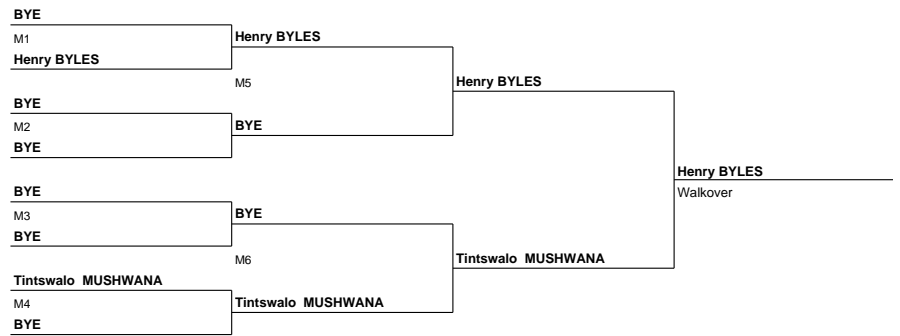 BYE
M1
Henry BYLES
Henry BYLES
M5
BYE
M2
BYE
BYE
Henry BYLES
BYE
M3
BYE
BYE
M6
Tintswalo MUSHWANA
M4
BYE
Tintswalo MUSHWANA
Tintswalo MUSHWANA
Henry BYLES
Walkover